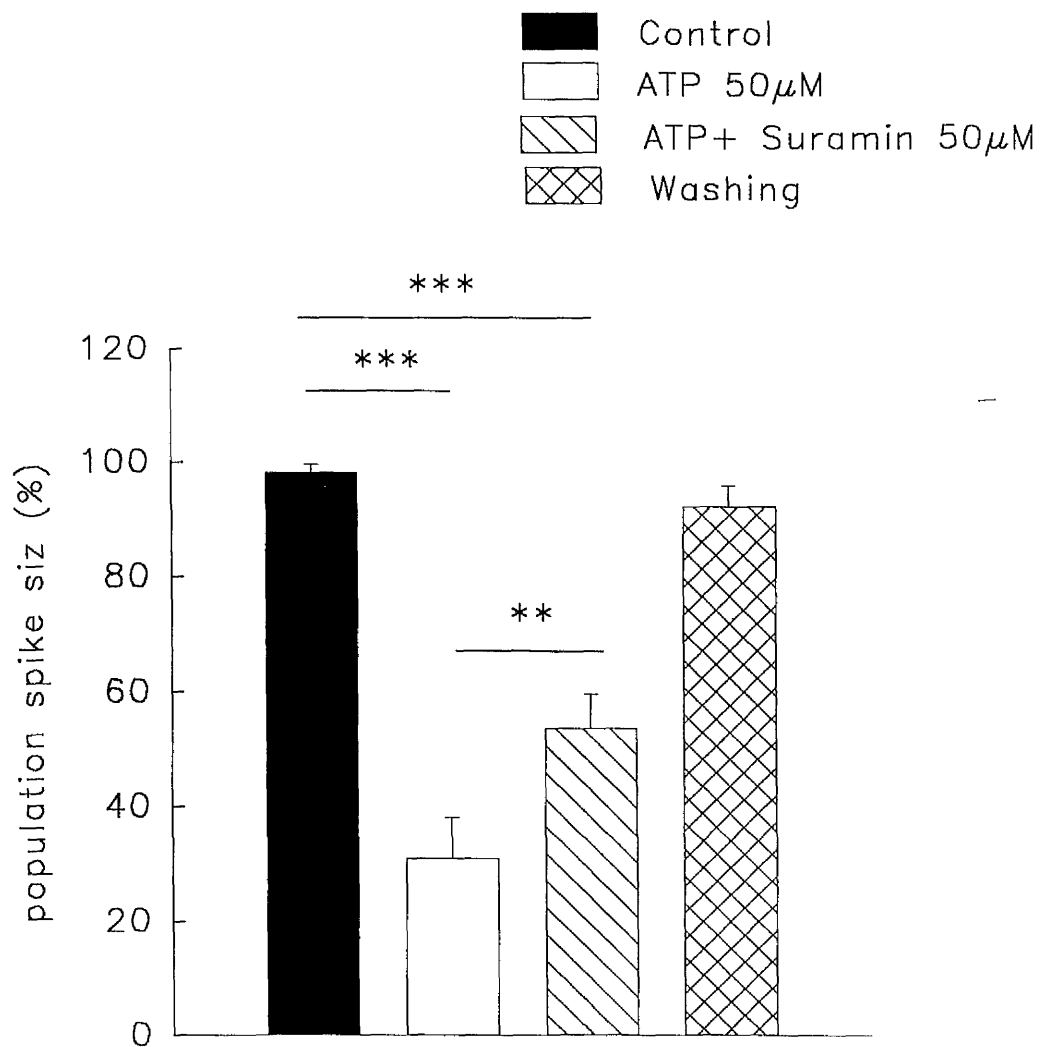 Control
ATP 50μM
ATP+ Suramin 50μM
Washing
***
120
***
100
80
**
60
40
20
0
population spike siz (%)